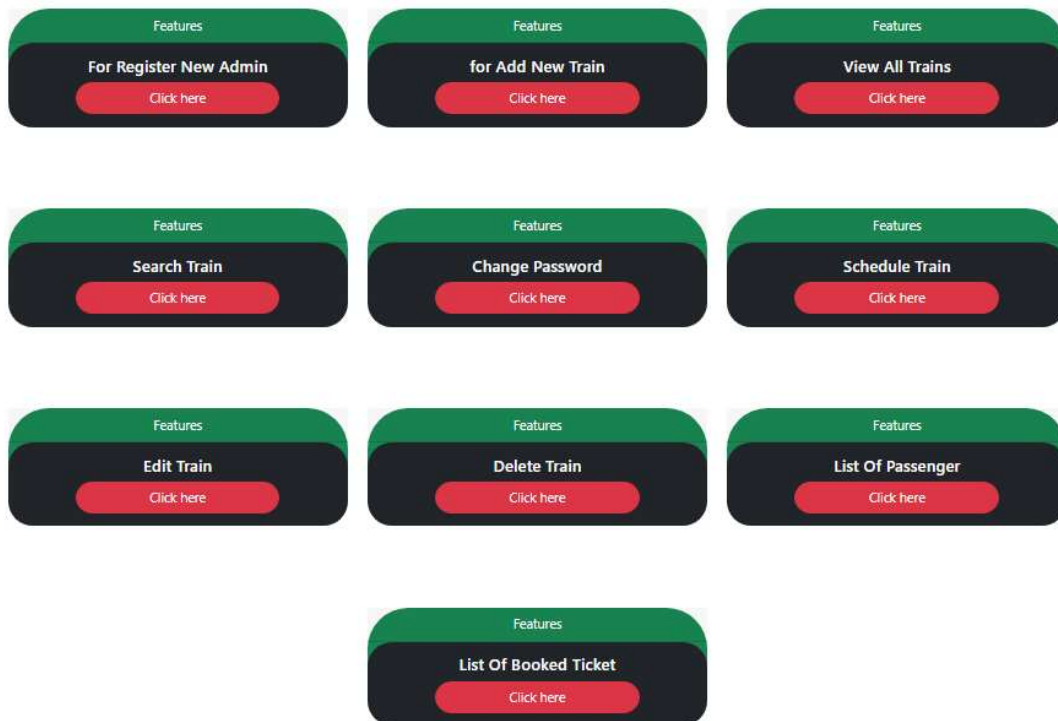 Features
For Register New Admin
Click here
Features
for Add New Train
Click here
Features
View All Trains
Click here
Features
Search Train
Click here
Features
Change Password
Click here
Features
Schedule Train
Click here
Features
Edit Train
Click here
Features
Delete Train
Click here
Features
List Of Passenger
Click here
Features
List Of Booked Ticket
Click here